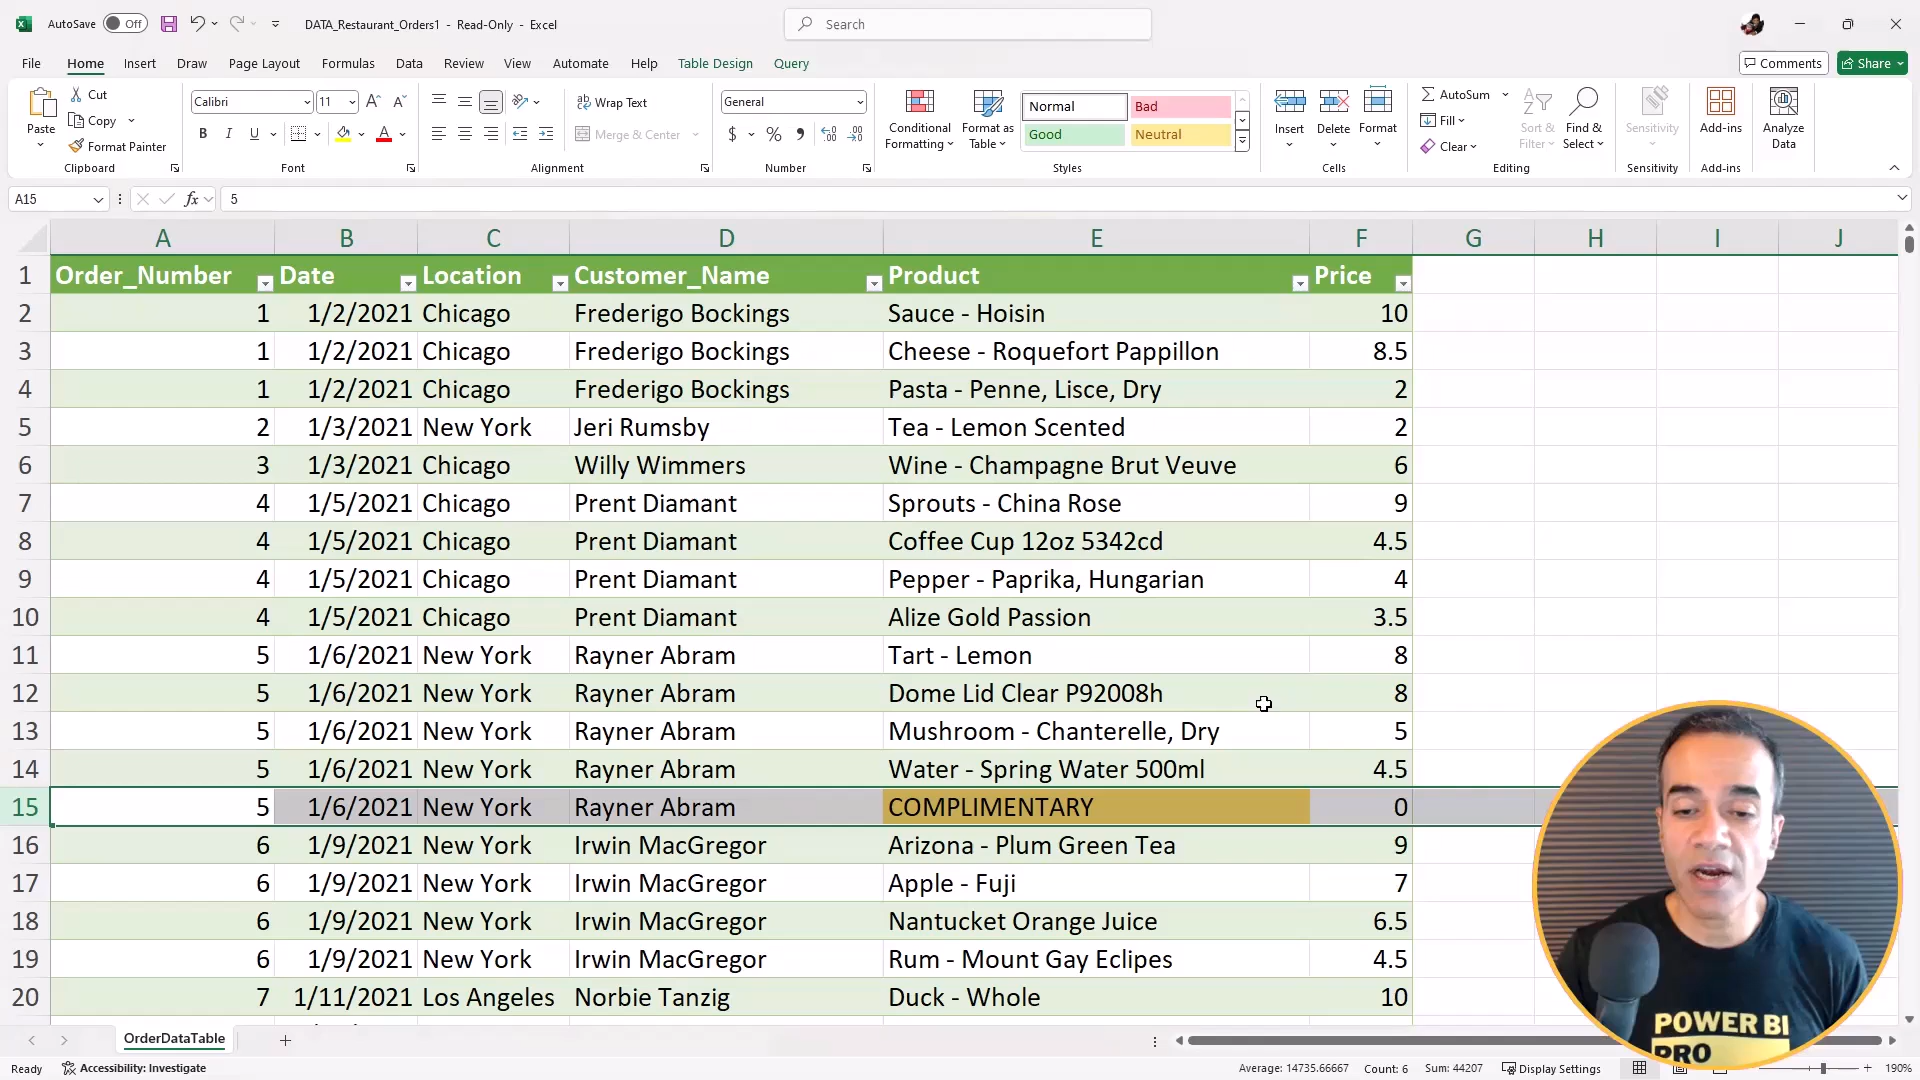 AutoSave Off DATA_Restaurant_Orders1 - Read-Only - Excel Search
File Home Insert Draw Page Layout Formulas Data Review View Automate Help Table Design Query Comments Share
Paste Cut Copy Format Painter Clipboard
Calibri 11 B I U A Font
ab Wrap Text Merge & Center Alignment
General $ % , Number
Conditional Formatting Format as Table Normal Bad Good Neutral Styles
Insert Delete Format Cells
AutoSum Fill Clear Sort & Filter Find & Select Editing
Sensitivity Sensitivity
Add-ins Add-ins
Analyze Data
A15 fx 5
A B C D E F G H I J
1 Order_Number Date Location Customer_Name Product Price
2 1 1/2/2021 Chicago Frederigo Bockings Sauce - Hoisin 10
3 1 1/2/2021 Chicago Frederigo Bockings Cheese - Roquefort Pappillon 8.5
4 1 1/2/2021 Chicago Frederigo Bockings Pasta - Penne, Lisce, Dry 2
5 2 1/3/2021 New York Jeri Rumsby Tea - Lemon Scented 2
6 3 1/3/2021 Chicago Willy Wimmers Wine - Champagne Brut Veuve 6
7 4 1/5/2021 Chicago Prent Diamant Sprouts - China Rose 9
8 4 1/5/2021 Chicago Prent Diamant Coffee Cup 12oz 5342cd 4.5
9 4 1/5/2021 Chicago Prent Diamant Pepper - Paprika, Hungarian 4
10 4 1/5/2021 Chicago Prent Diamant Alize Gold Passion 3.5
11 5 1/6/2021 New York Rayner Abram Tart - Lemon 8
12 5 1/6/2021 New York Rayner Abram Dome Lid Clear P92008h 8
13 5 1/6/2021 New York Rayner Abram Mushroom - Chanterelle, Dry 5
14 5 1/6/2021 New York Rayner Abram Water - Spring Water 500ml 4.5
15 5 1/6/2021 New York Rayner Abram COMPLIMENTARY 0
16 6 1/9/2021 New York Irwin MacGregor Arizona - Plum Green Tea 9
17 6 1/9/2021 New York Irwin MacGregor Apple - Fuji 7
18 6 1/9/2021 New York Irwin MacGregor Nantucket Orange Juice 6.5
19 6 1/9/2021 New York Irwin MacGregor Rum - Mount Gay Eclipes 4.5
20 7 1/11/2021 Los Angeles Norbie Tanzig Duck - Whole 10
POWER BI
PRO
OrderDataTable
Ready Accessibility: Investigate Average: 14735.66667 Count: 6 Sum: 44207 Display Settings 190%